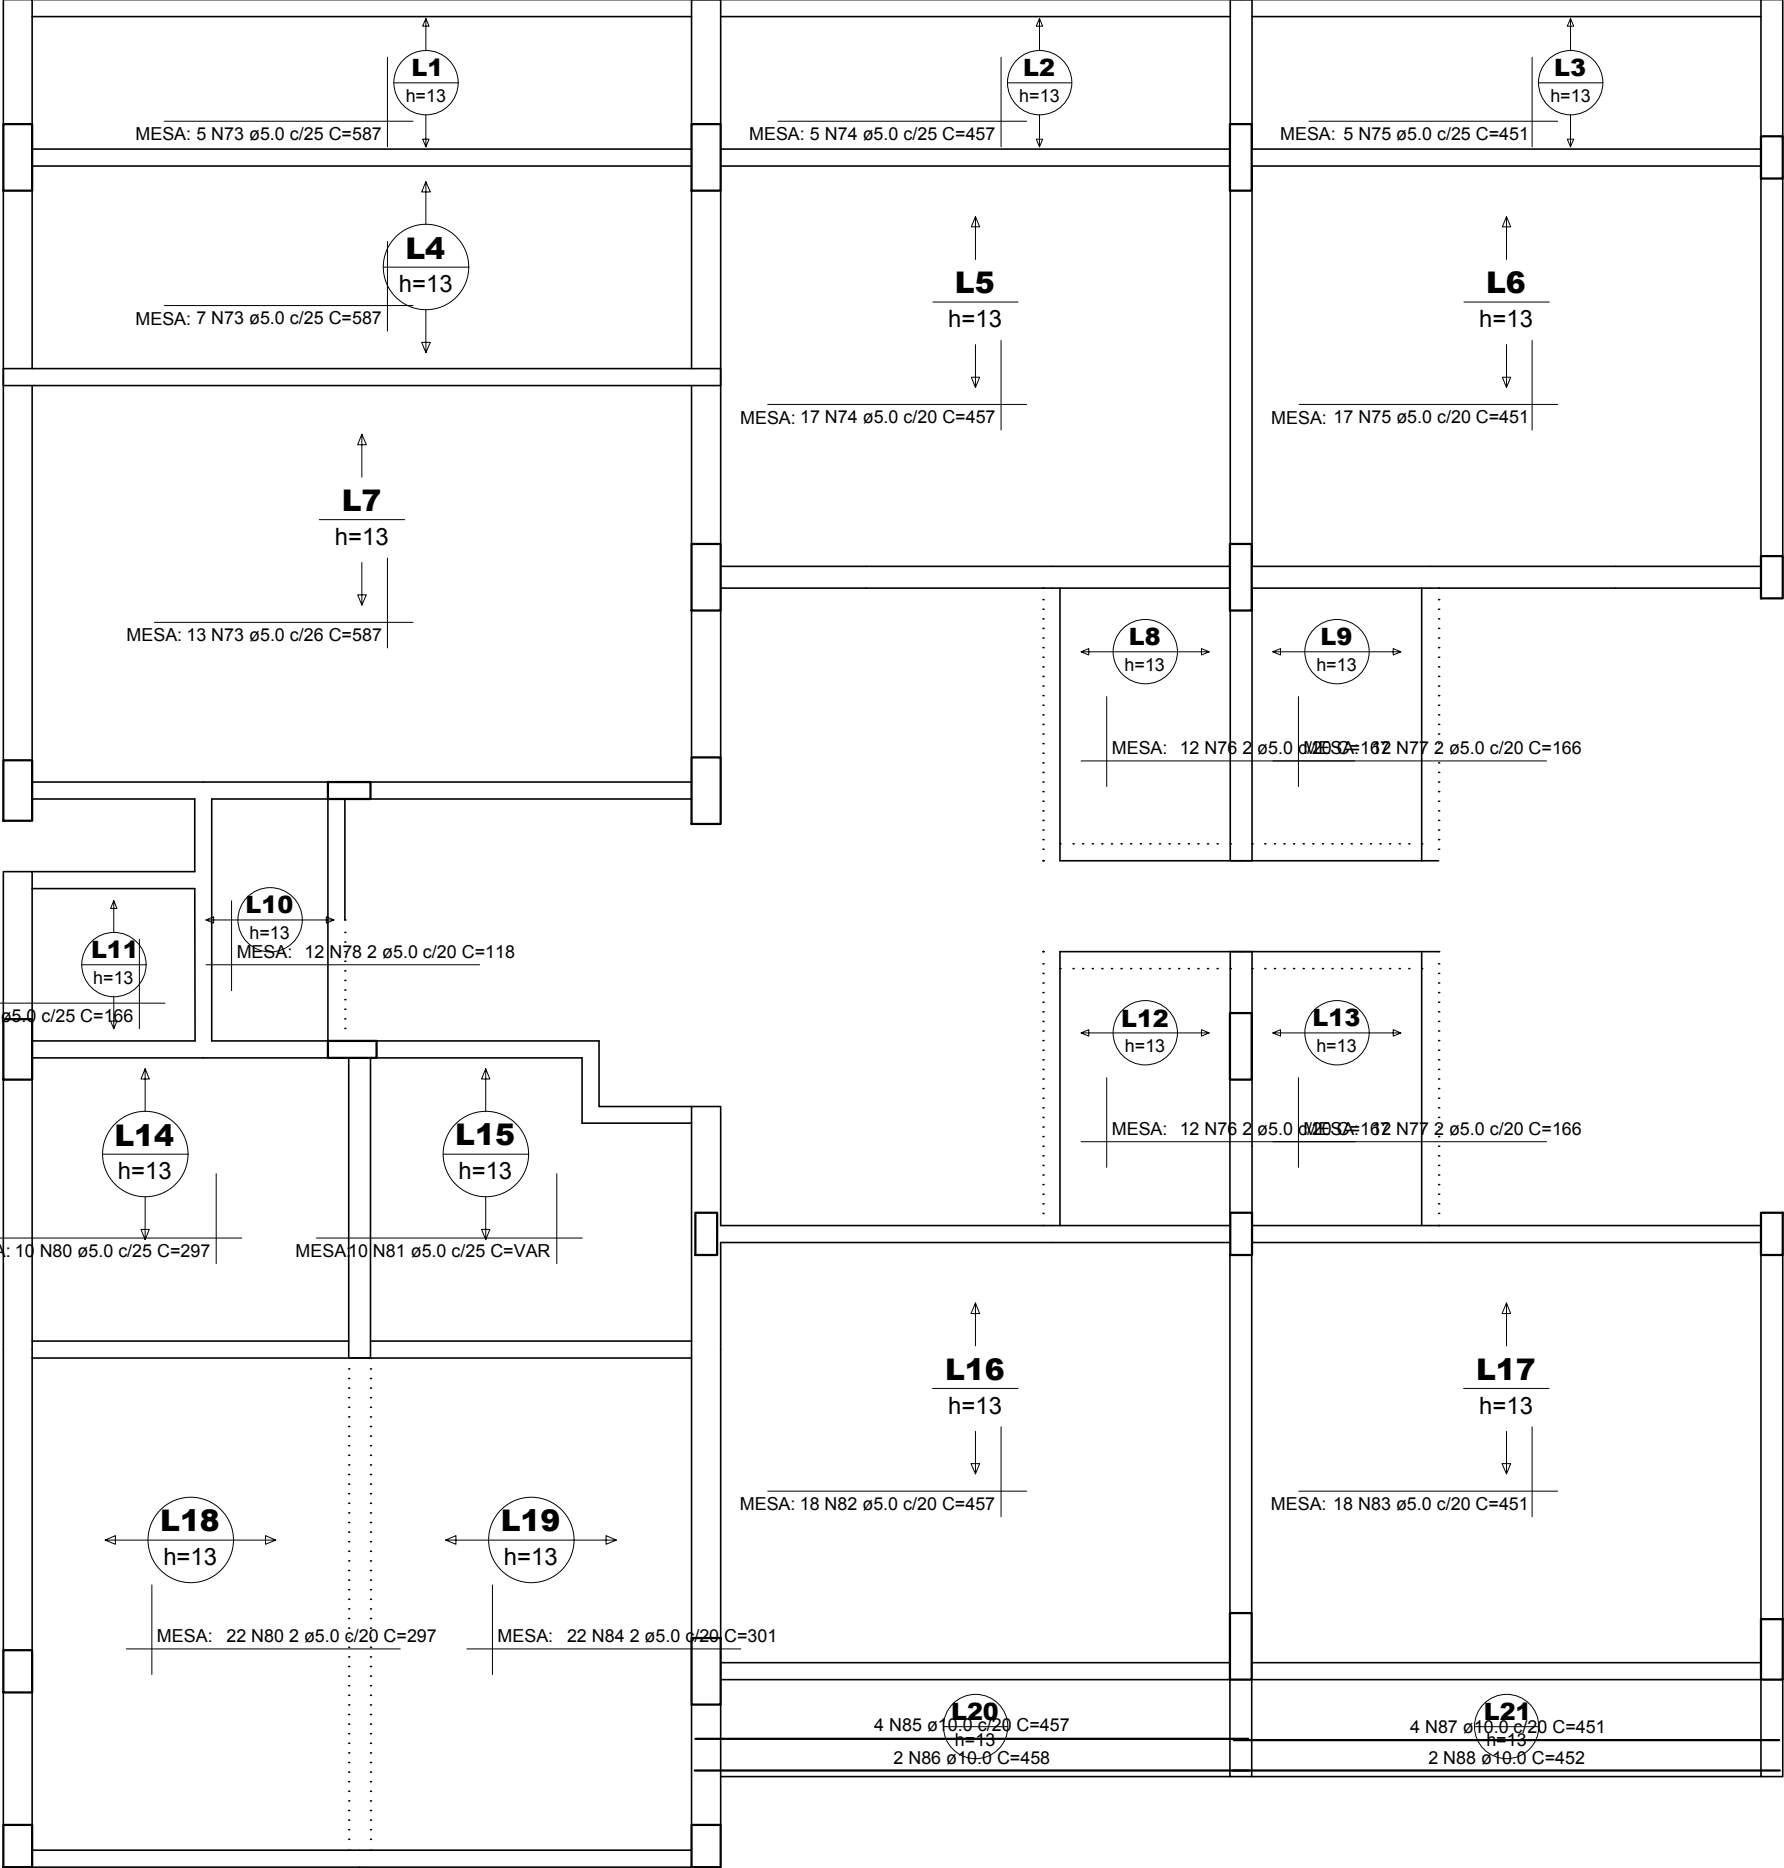 L1
h=13
MESA: 5 N73 ø5.0 c/25 C=587
L2
h=13
MESA: 5 N74 ø5.0 c/25 C=457
L3
h=13
MESA: 5 N75 ø5.0 c/25 C=451
L4
h=13
MESA: 7 N73 ø5.0 c/25 C=587
L5
h=13
MESA: 17 N74 ø5.0 c/20 C=457
L6
h=13
MESA: 17 N75 ø5.0 c/20 C=451
L7
h=13
MESA: 13 N73 ø5.0 c/26 C=587
L8
h=13
MESA: 12 N76 2 ø5.0 c/20 C=167
L9
h=13
MESA: 12 N77 2 ø5.0 c/20 C=166
L10
h=13
MESA: 12 N78 2 ø5.0 c/20 C=118
L11
h=13
ø5.0 c/25 C=166
L12
h=13
MESA: 12 N76 2 ø5.0 c/20 C=167
L13
h=13
MESA: 12 N77 2 ø5.0 c/20 C=166
L14
h=13
A: 10 N80 ø5.0 c/25 C=297
L15
h=13
MESA:10 N81 ø5.0 c/25 C=VAR
L16
h=13
MESA: 18 N82 ø5.0 c/20 C=457
L17
h=13
MESA: 18 N83 ø5.0 c/20 C=451
L18
h=13
MESA: 22 N80 2 ø5.0 c/20 C=297
L19
h=13
MESA: 22 N84 2 ø5.0 c/20 C=301
L20
4 N85 ø10.0 c/20 C=457
h=13
2 N86 ø10.0 C=458
L21
4 N87 ø10.0 c/20 C=451
h=13
2 N88 ø10.0 C=452